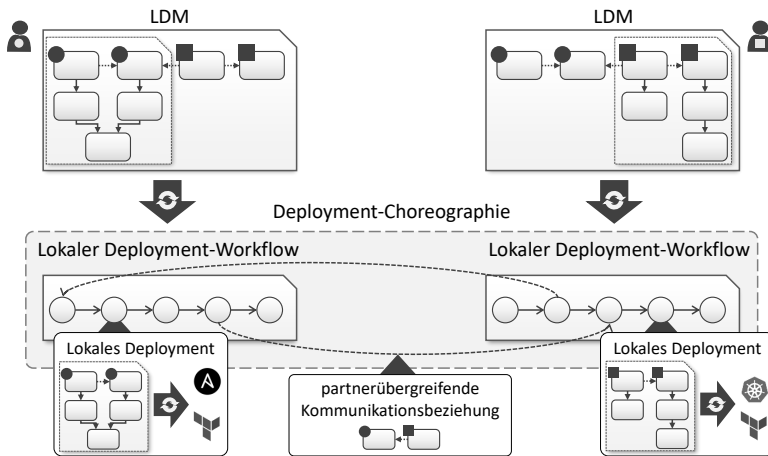 LDM
LDM
Deployment-Choreographie
Lokaler Deployment-Workflow
Lokaler Deployment-Workflow
Lokales Deployment
Lokales Deployment
partnerübergreifende
Kommunikationsbeziehung